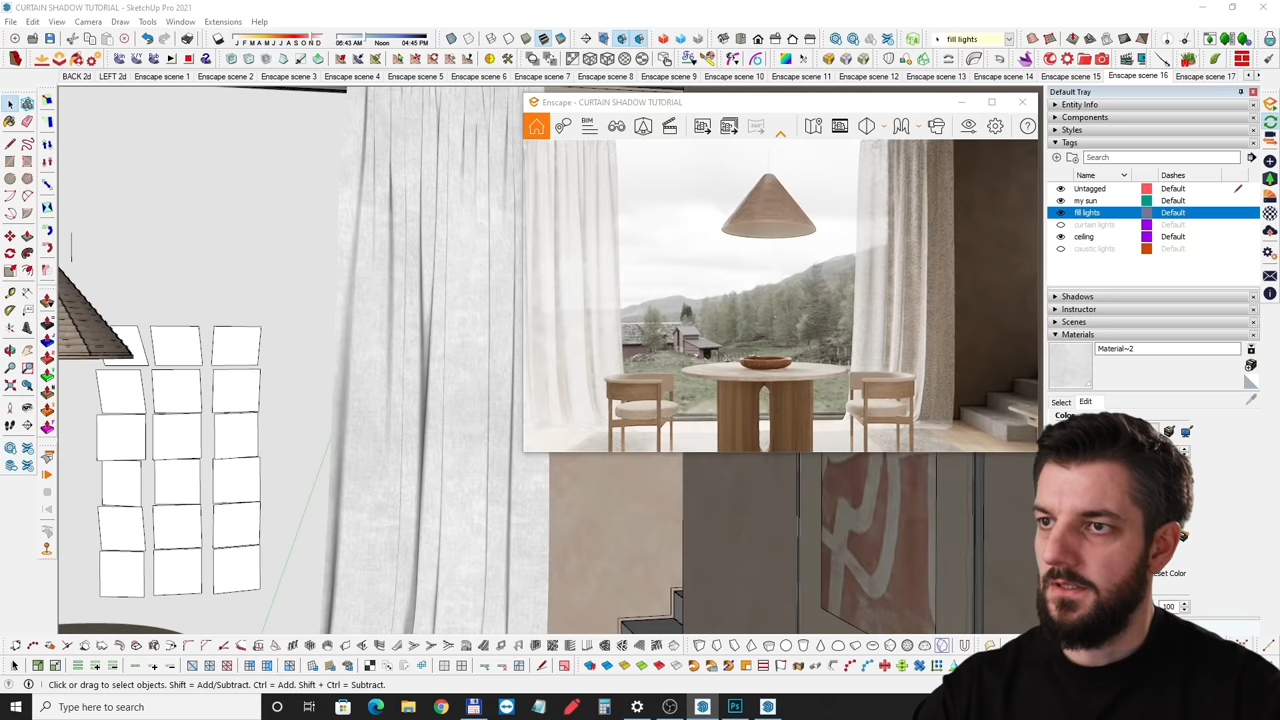 CURTAIN SHADOW TUTORIAL - SketchUp Pro 2021
File Edit View Camera Draw Tools Window Extensions Help
J F M A M J J A S O N D 06:43 AM Noon 04:45 PM fill lights
BACK 2d LEFT 2d Enscape scene 1 Enscape scene 2 Enscape scene 3 Enscape scene 4 Enscape scene 5 Enscape scene 6 Enscape scene 7 Enscape scene 8 Enscape scene 9 Enscape scene 10 Enscape scene 11 Enscape scene 12 Enscape scene 13 Enscape scene 14 Enscape scene 15 Enscape scene 16 Enscape scene 17
Enscape - CURTAIN SHADOW TUTORIAL
BIM
Default Tray
Entity Info
Components
Styles
Tags
Search
Name Dashes
Untagged Default
my sun Default
fill lights Default
curtain lights Default
ceiling Default
caustic lights Default
Shadows
Instructor
Scenes
Materials
Material~2
Select Edit
Color
Reset Color
100
Click or drag to select objects. Shift = Add/Subtract. Ctrl = Add. Shift + Ctrl = Subtract.
Type here to search
Ps